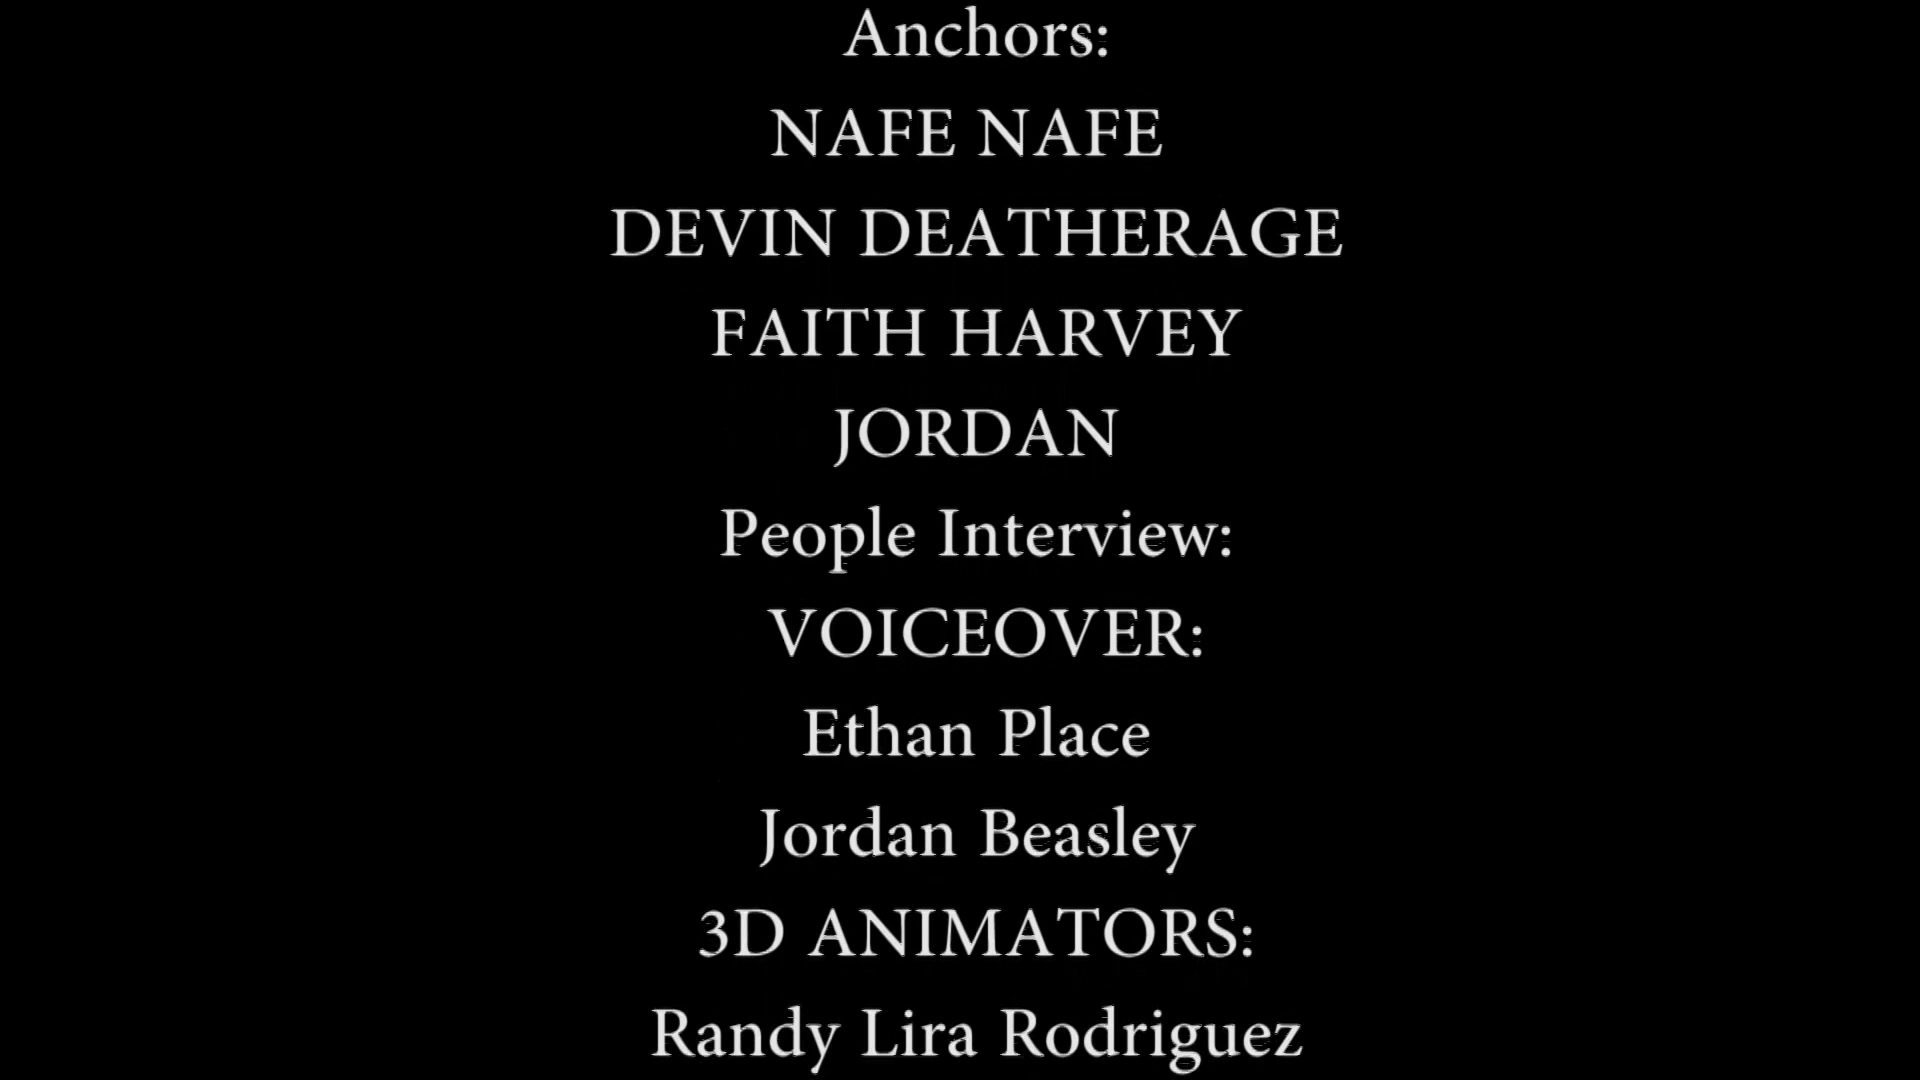 Anchors:
NAFE NAFE
DEVIN DEATHERAGE
FAITH HARVEY
JORDAN
People Interview:
VOICEOVER:
Ethan Place
Jordan Beasley
3D ANIMATORS:
Randy Lira Rodriguez